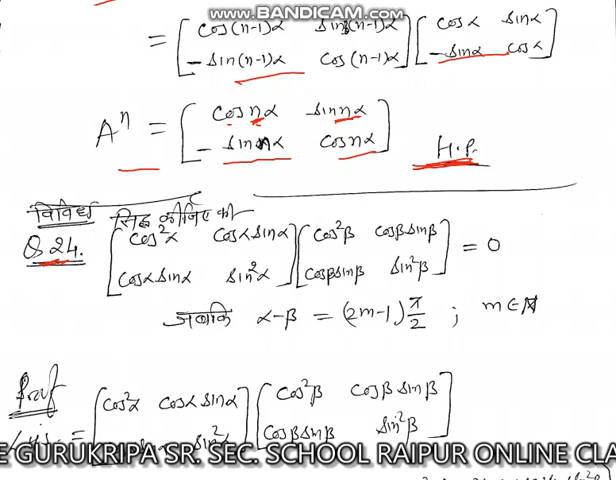 www.BANDICAM.com
= [cos(n-1)α sin(n-1)α -sin(n-1)α cos(n-1)α] [cosα sinα -sinα cosα]
Aⁿ = [cosnα sinnα -sinnα cosnα] H.P.
विविध सिद्ध कीजिए की
Q 24. [cos²α cosα sinα cosα sinα sin²α] [cos²β cosβ sinβ cosβ sinβ sin²β] = 0
जबकि α-β = (2m-1) π/2 ; m∈N
Proof
= [cos²α cosα sinα sin²α] [cos²β cosβ sinβ cosβ sinβ sin²β]
E GURUKRIPA SR. SEC. SCHOOL RAIPUR ONLINE CLA